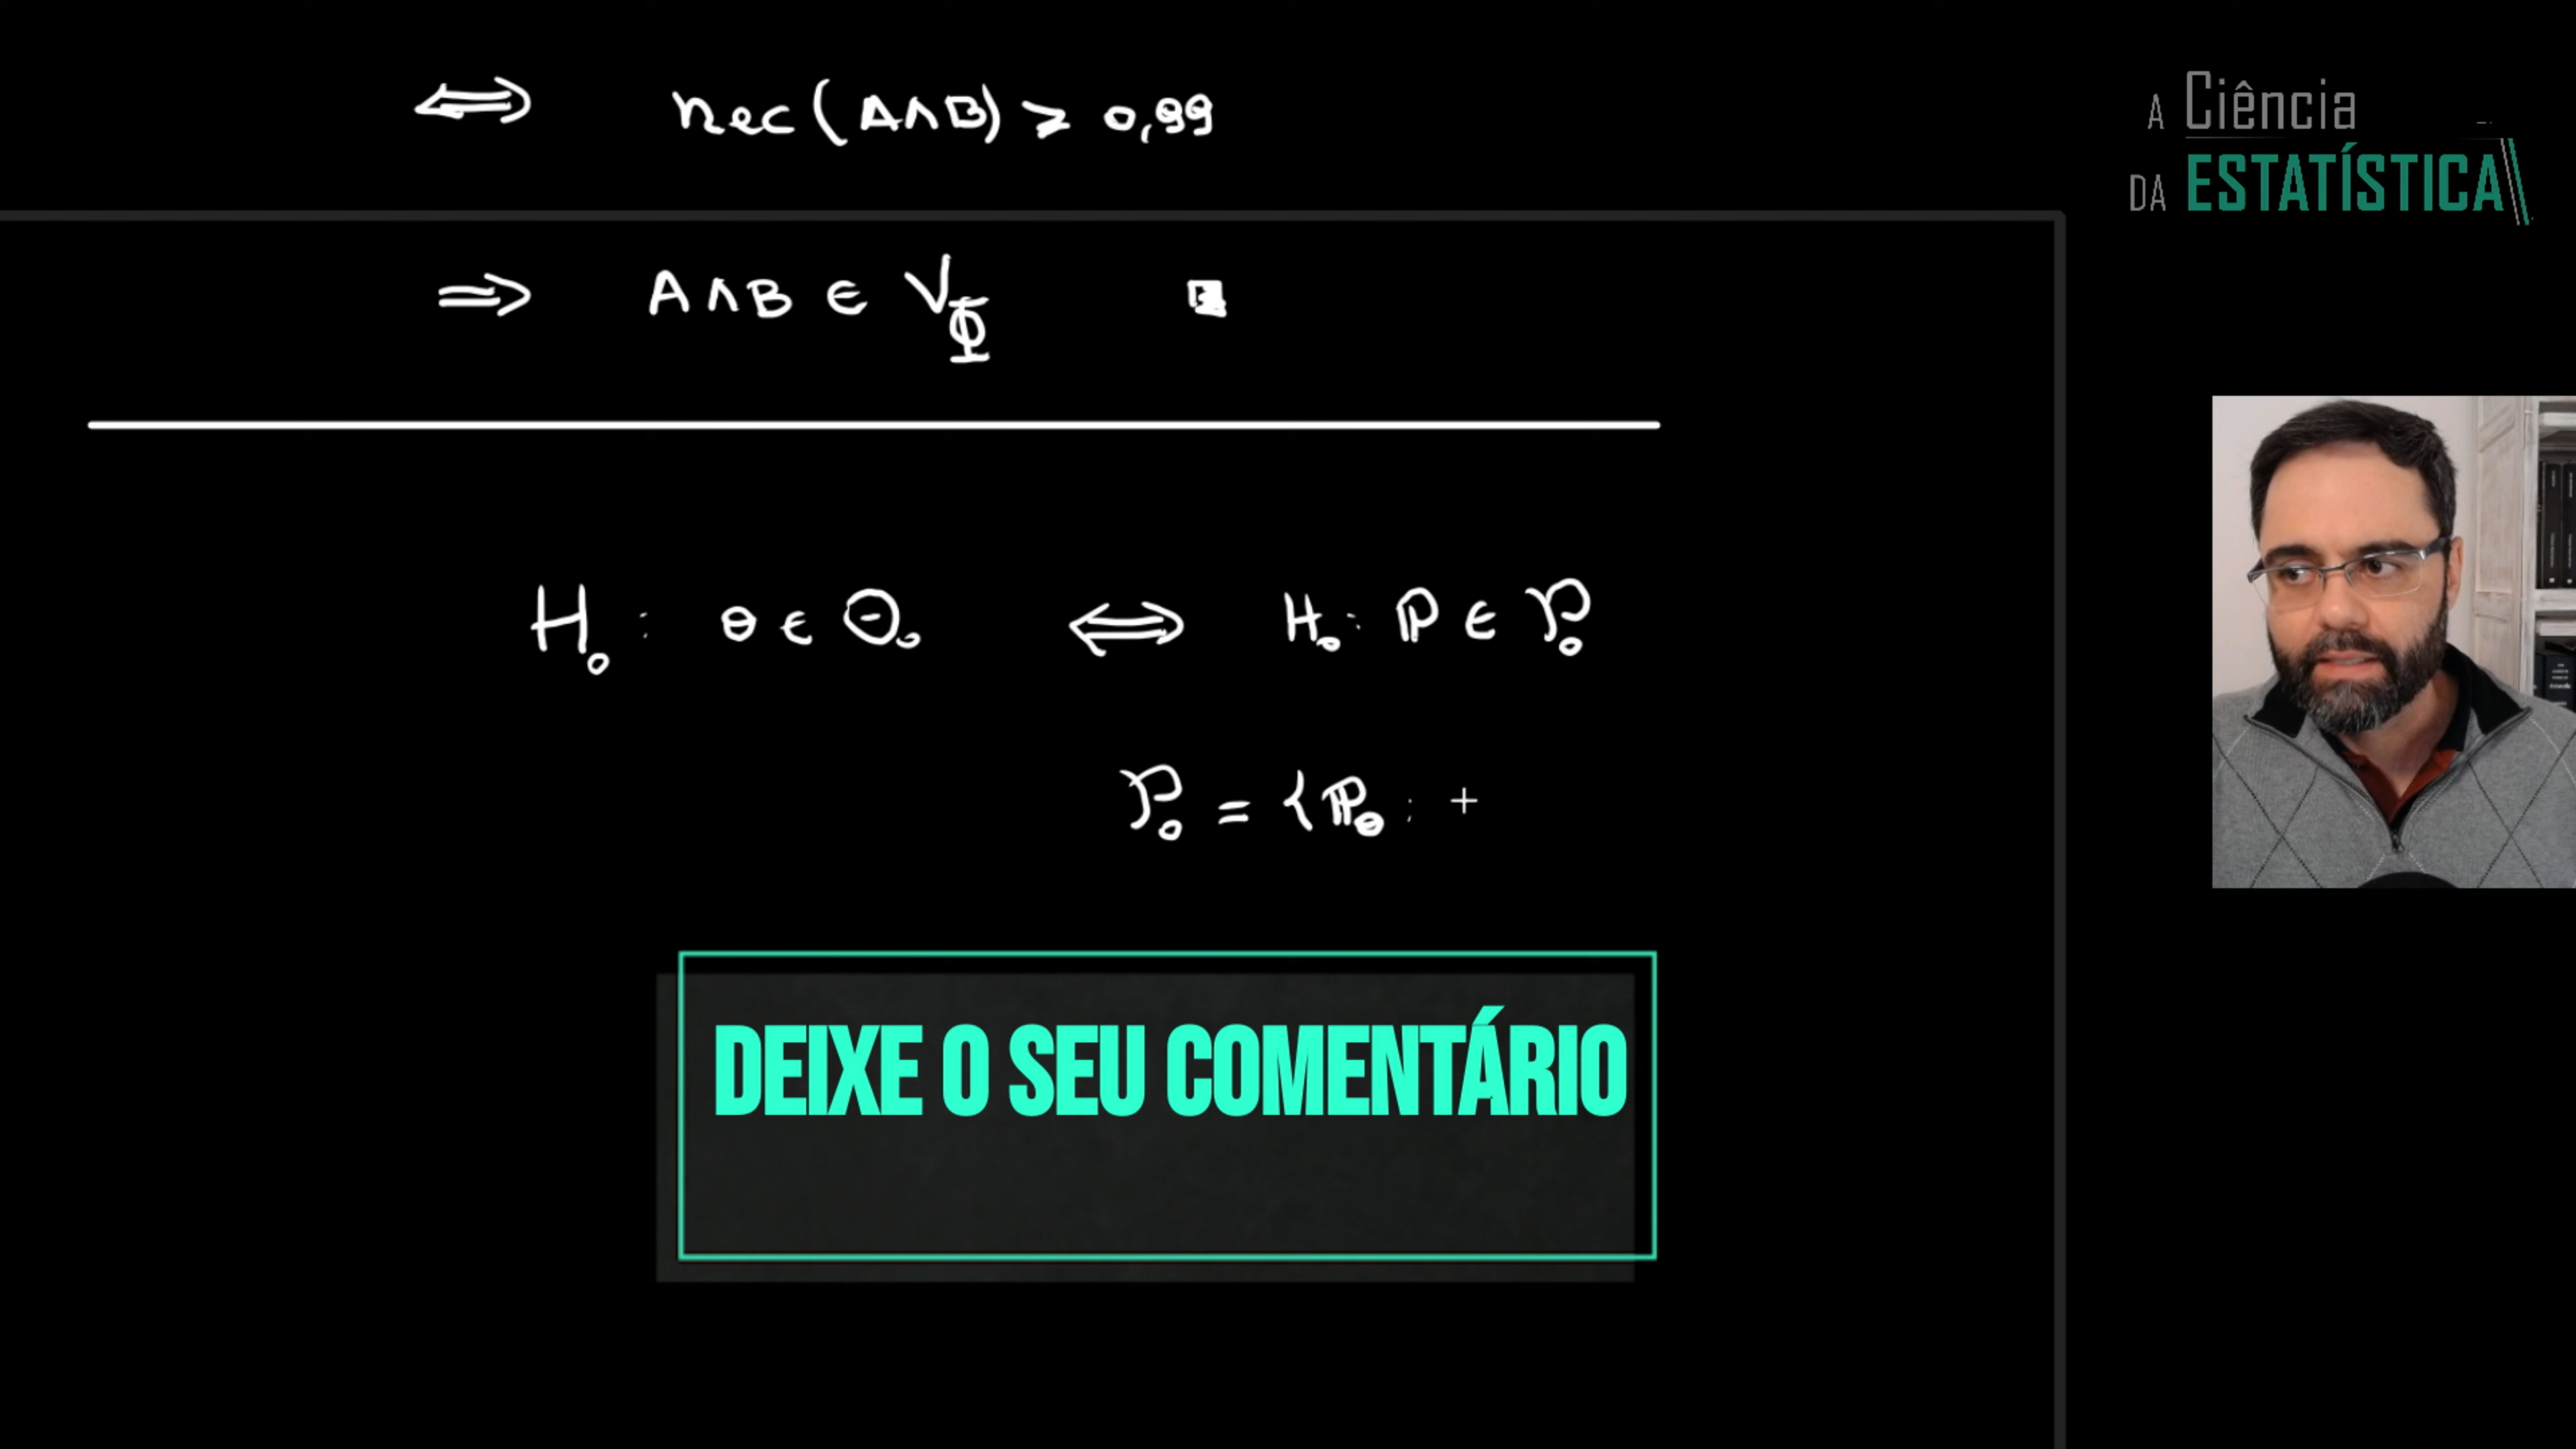 ⇔ nec(A∧B) ⩾ 0,99
A Ciência
DA ESTATÍSTICA
⇒ A∧B ∈ V_Φ
H₀: θ ∈ Θ₀ ⇔ H₀: ℙ ∈ 𝒫₀
𝒫₀ = {ℙ_θ :
DEIXE O SEU COMENTÁRIO